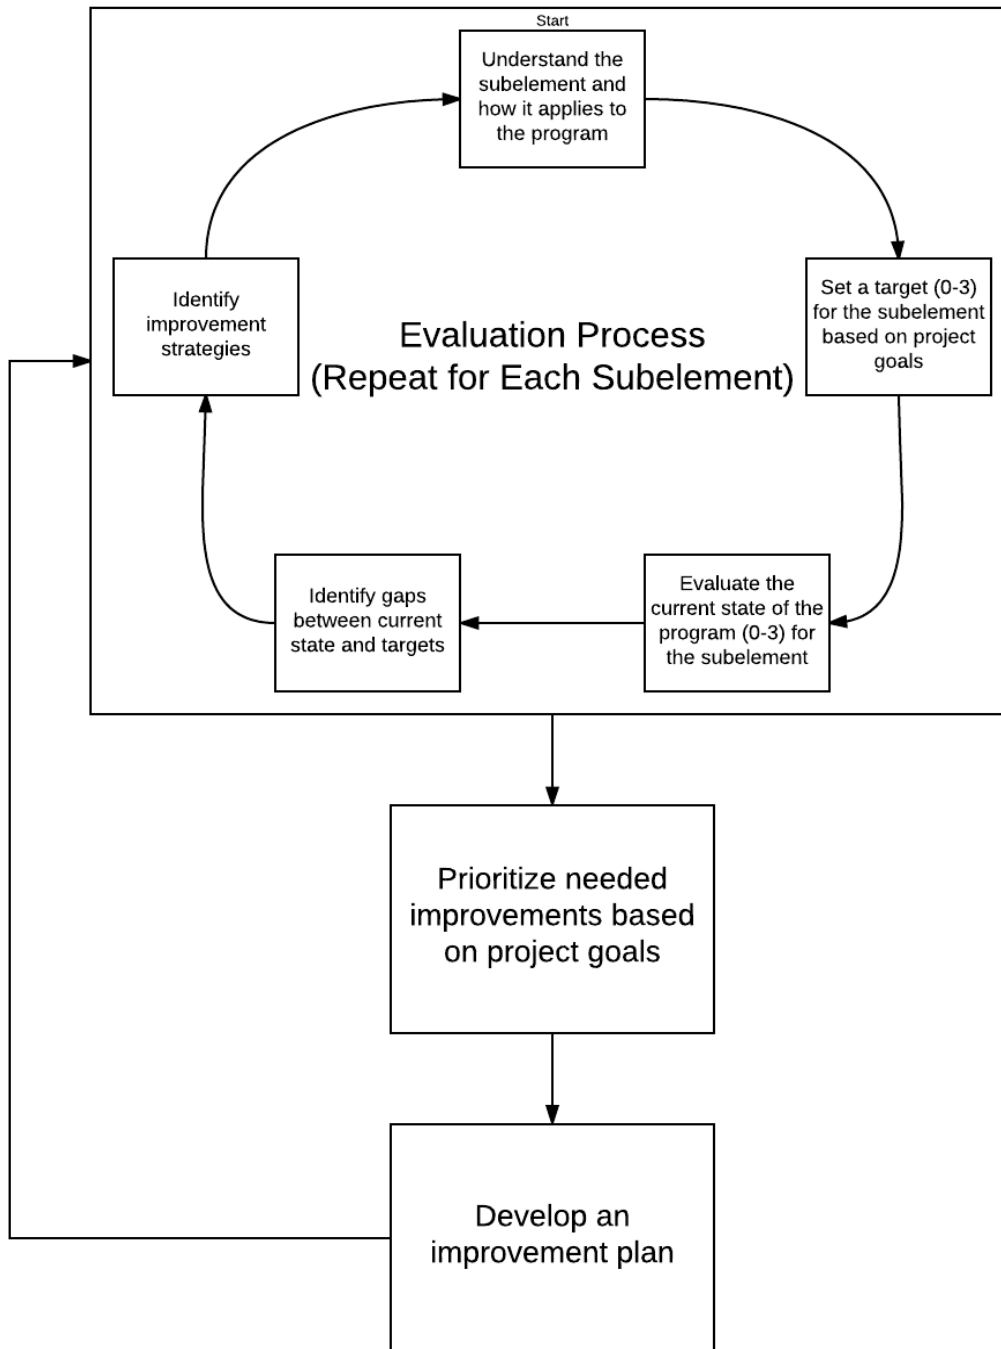 Start
Understand the
subelement and
how it applies to
the program
Set a target (0-3)
for the subelement
based on project
goals
Evaluate the
current state of the
program (0-3) for
the subelement
Identify gaps
between current
state and targets
Identify
improvement
strategies
Evaluation Process
(Repeat for Each Subelement)
Prioritize needed
improvements based
on project goals
Develop an
improvement plan